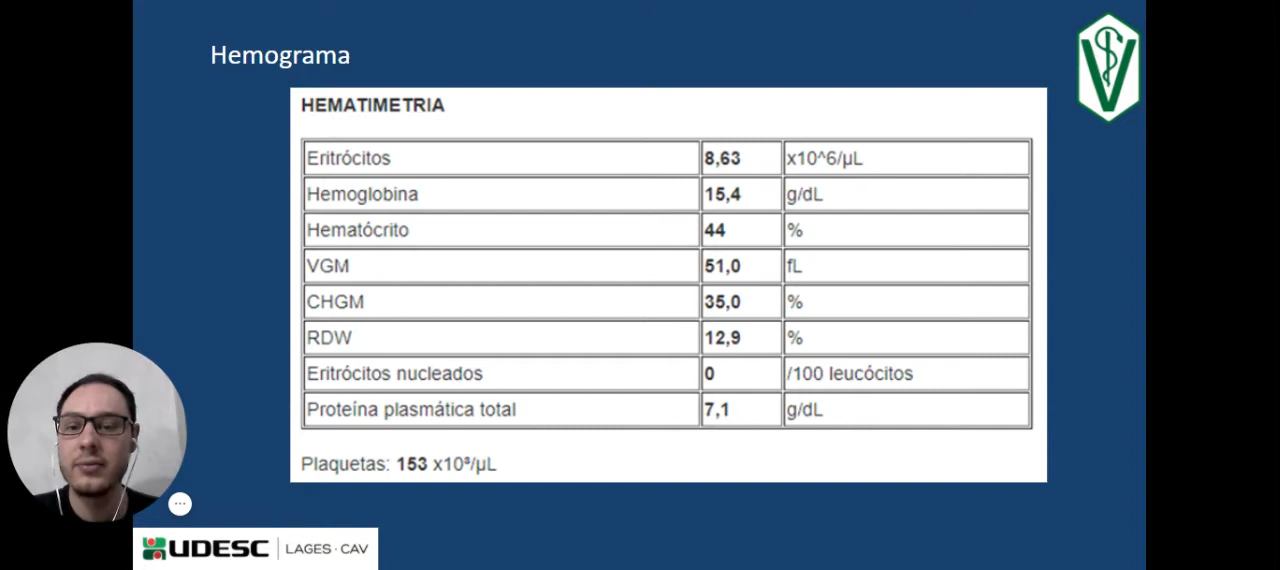 Hemograma
HEMATIMETRIA
Eritrócitos 8,63 x10^6/µL
Hemoglobina 15,4 g/dL
Hematócrito 44 %
VGM 51,0 fL
CHGM 35,0 %
RDW 12,9 %
Eritrócitos nucleados 0 /100 leucócitos
Proteína plasmática total 7,1 g/dL
Plaquetas: 153 x10³/µL
UDESC LAGES · CAV